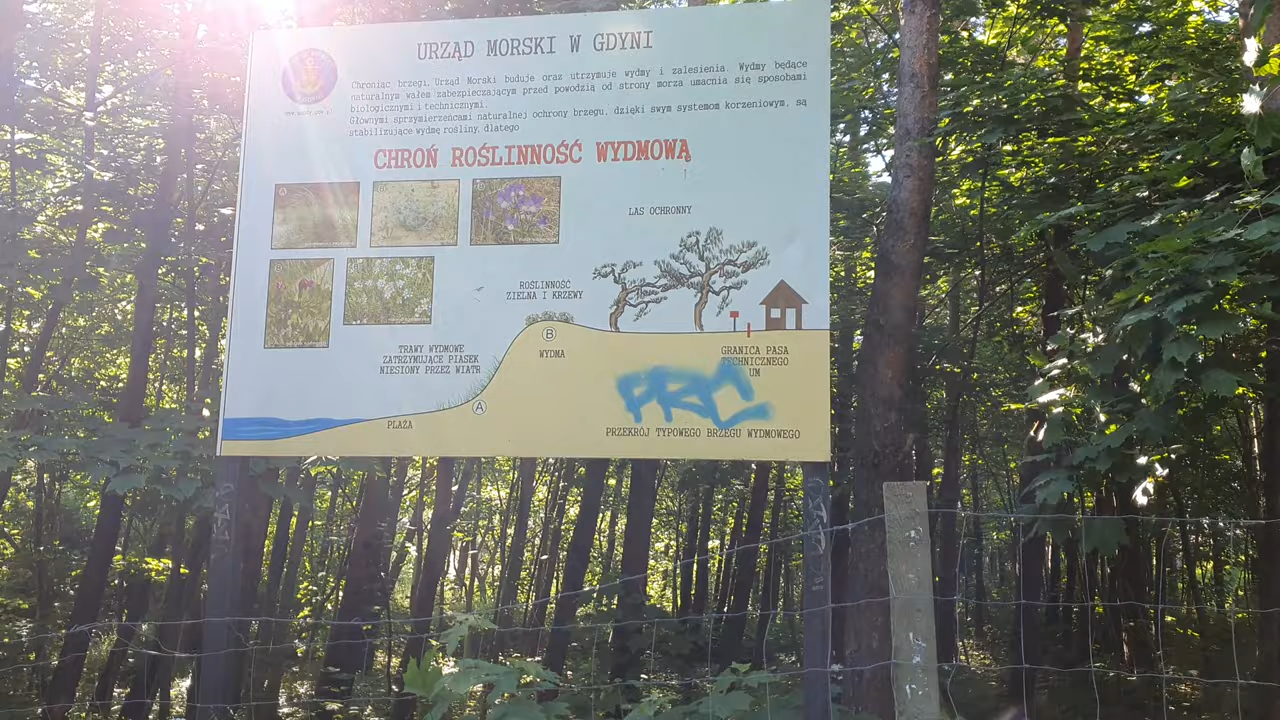 URZĄD MORSKI W GDYNI
Chroniąc brzegi, Urząd Morski buduje oraz utrzymuje wydmy i zalesienia. Wydmy będące
naturalnym wałem zabezpieczającym przed powodzią od strony morza umacnia się sposobami
biologicznymi i technicznymi.
Głownymi sprzymierzeńcami naturalnej ochrony brzegu, dzięki swym systemom korzeniowym, są
stabilizujące wydmę rośliny, dlatego
CHROŃ ROŚLINNOŚĆ WYDMOWĄ
A
B
LAS OCHRONNY
ROŚLINNOŚĆ
ZIELNA I KRZEWY
B
WYDMA
TRAWY WYDMOWE
ZATRZYMUJĄCE PIASEK
NIESIONY PRZEZ WIATR
GRANICA PASA
TECHNICZNEGO
UM
PRC
A
PLAŻA
PRZEKRÓJ TYPOWEGO BRZEGU WYDMOWEGO